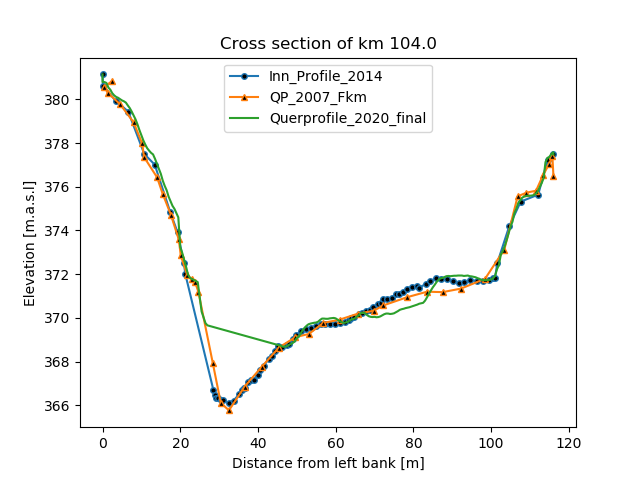 Cross section of km 104.0
Inn_Profile_2014
QP_2007_Fkm
Querprofile_2020_final
Elevation [m.a.s.l]
380
378
376
374
372
370
368
366
0 20 40 60 80 100 120
Distance from left bank [m]